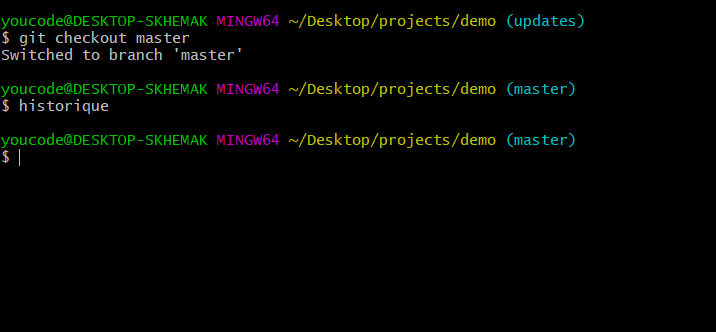 youcode@DESKTOP-SKHEMAK MINGW64 ~/Desktop/projects/demo (updates)
$ git checkout master
Switched to branch 'master'
youcode@DESKTOP-SKHEMAK MINGW64 ~/Desktop/projects/demo (master)
$ historique
youcode@DESKTOP-SKHEMAK MINGW64 ~/Desktop/projects/demo (master)
$